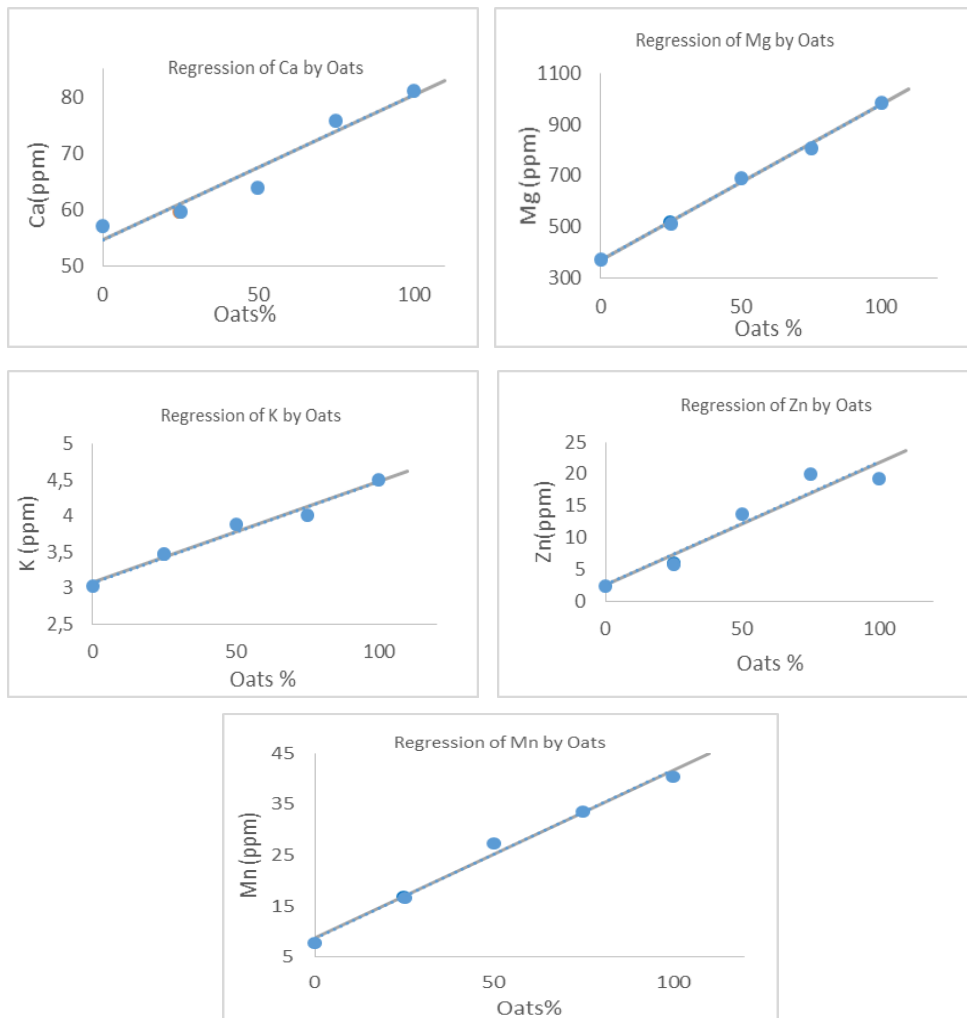 Regression of Ca by Oats
80
70
60
50
Ca(ppm)
0 50 100
Oats%
Regression of Mg by Oats
1100
900
700
500
300
Mg (ppm)
0 50 100
Oats %
Regression of K by Oats
5
4,5
4
3,5
3
2,5
K (ppm)
0 50 100
Oats %
Regression of Zn by Oats
25
20
15
10
5
0
Zn(ppm)
0 50 100
Oats %
Regression of Mn by Oats
45
35
25
15
5
Mn (ppm)
0 50 100
Oats%